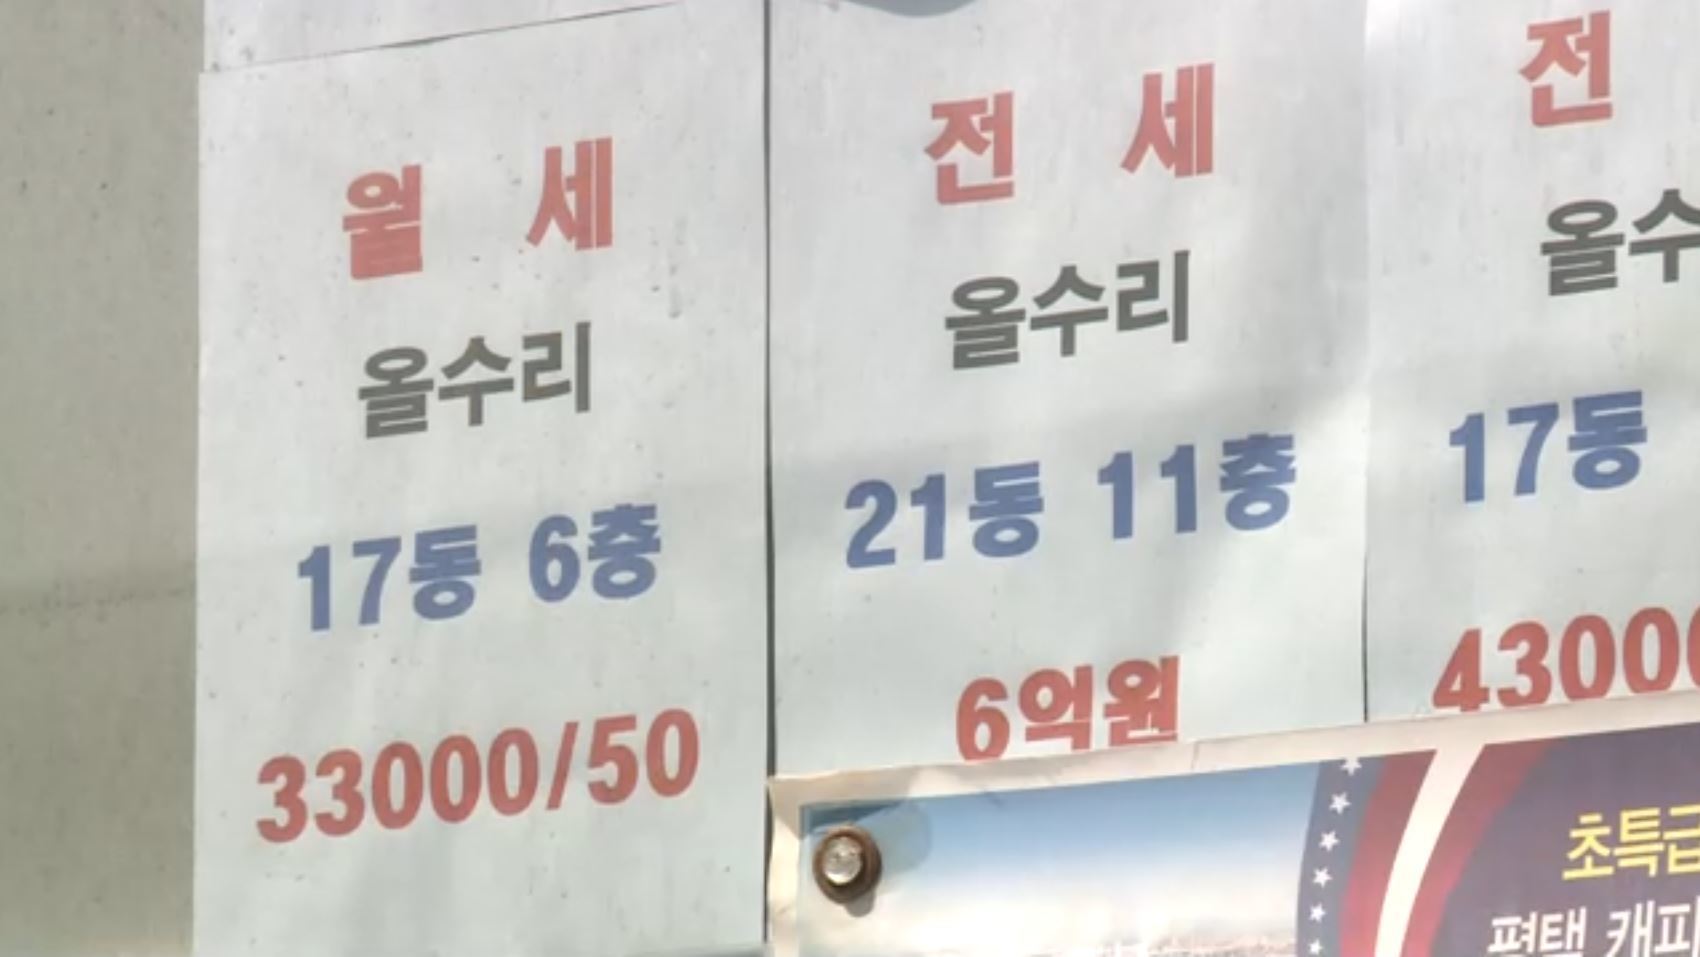 월 세
올수리
17동 6층
33000/50
전 세
올수리
21동 11층
6억원
전
올수
17동
43000
초특급
평택 캐피